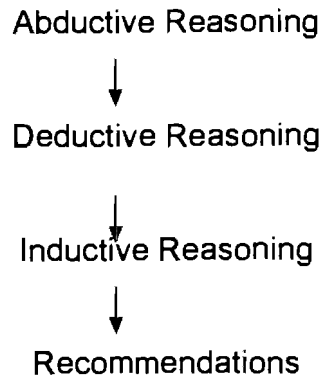 Abductive Reasoning
Deductive Reasoning
Inductive Reasoning
Recommendations